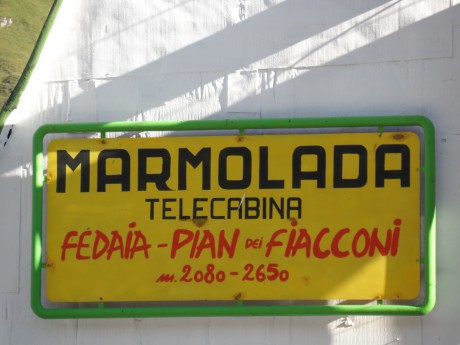 MARMOLADA
TELECABINA
FEDAIA - PIAN DEI FIACCONI
m. 2080 - 2650